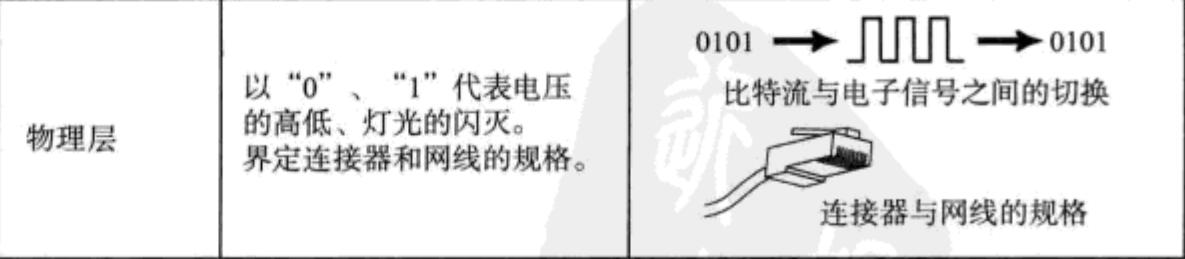 物理层
以“0”、“1”代表电压
的高低、灯光的闪灭。
界定连接器和网线的规格。
0101 0101
比特流与电子信号之间的切换
连接器与网线的规格